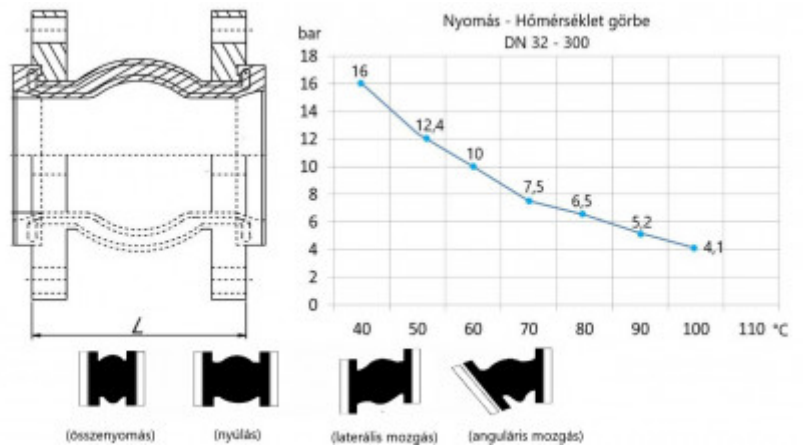 Nyomás - Hőmérséklet görbe
DN 32 - 300
bar
18
16
14
12
10
8
6
4
2
0
16
12,4
10
7,5
6,5
5,2
4,1
40 50 60 70 80 90 100 110 °C
L
(összenyomás) (nyúlás) (laterális mozgás) (anguláris mozgás)